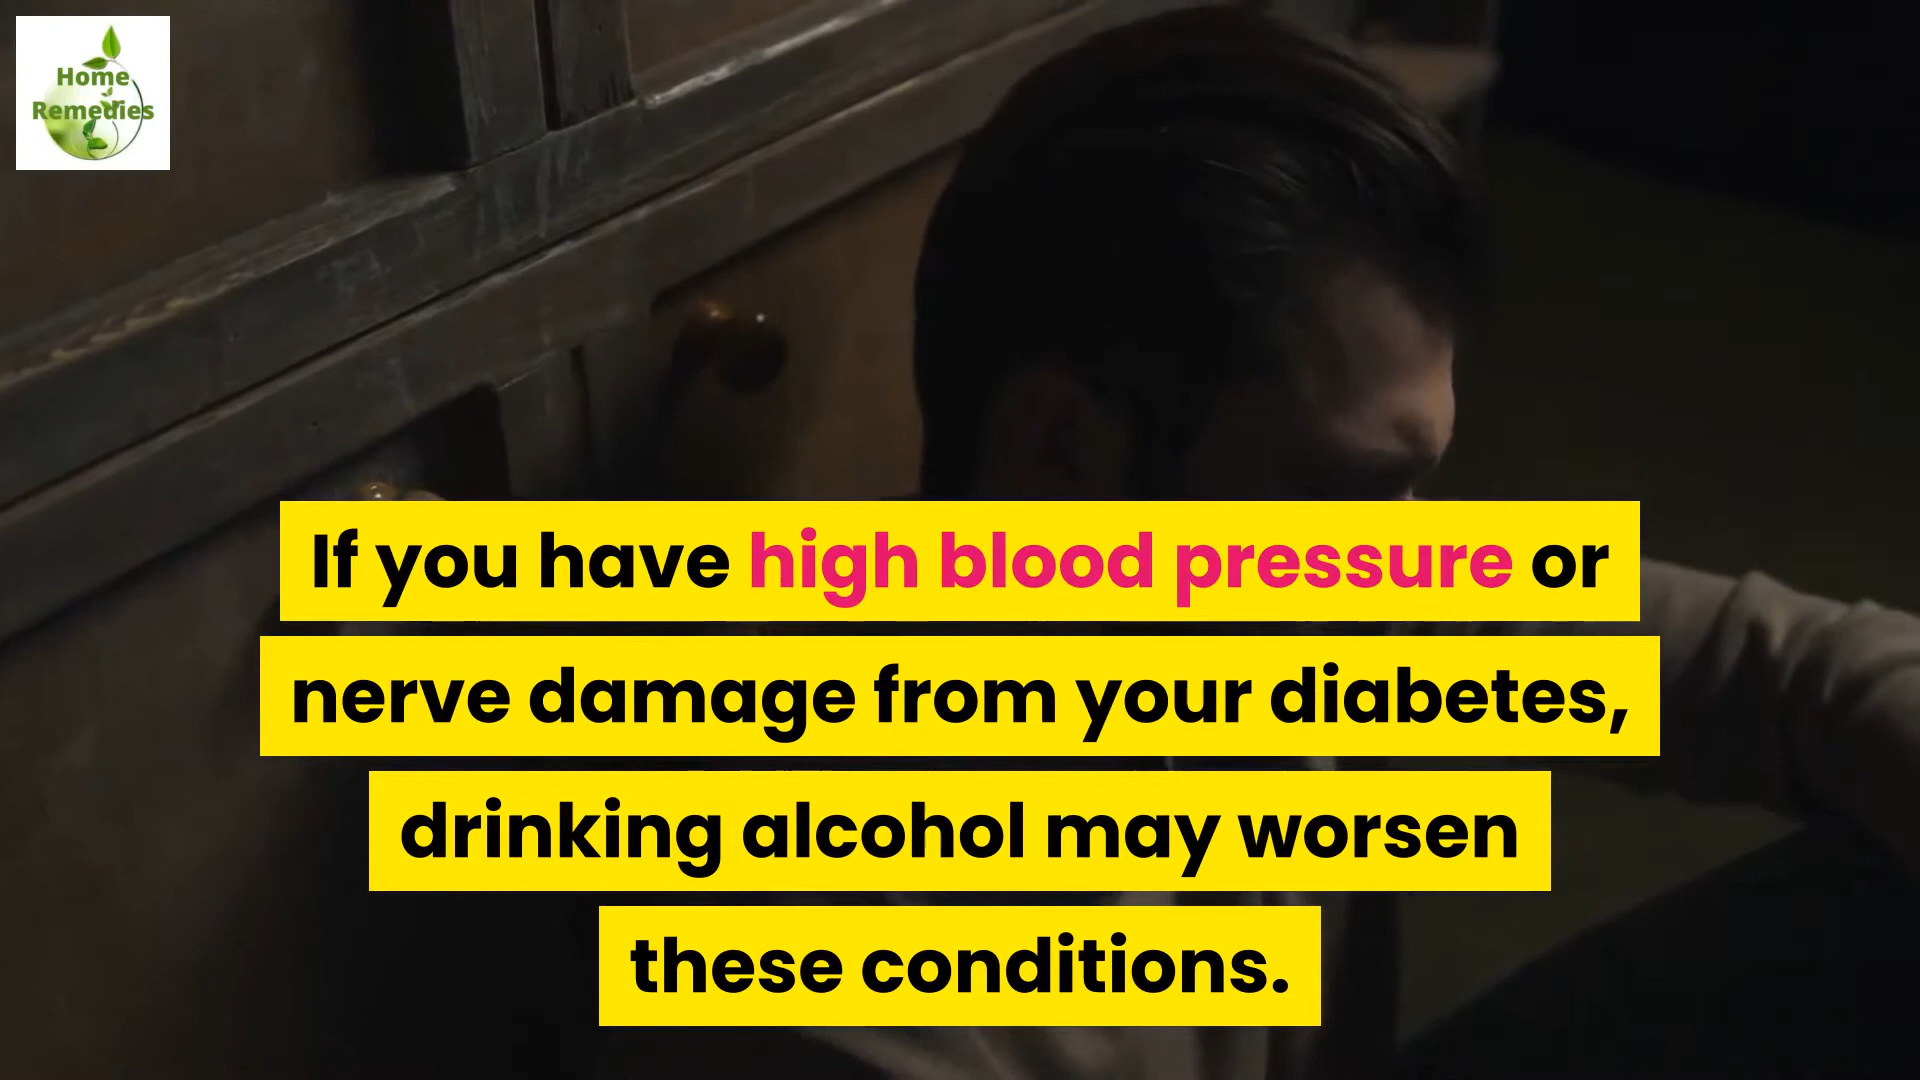 Home
Remedies
If you have high blood pressure or
nerve damage from your diabetes,
drinking alcohol may worsen
these conditions.